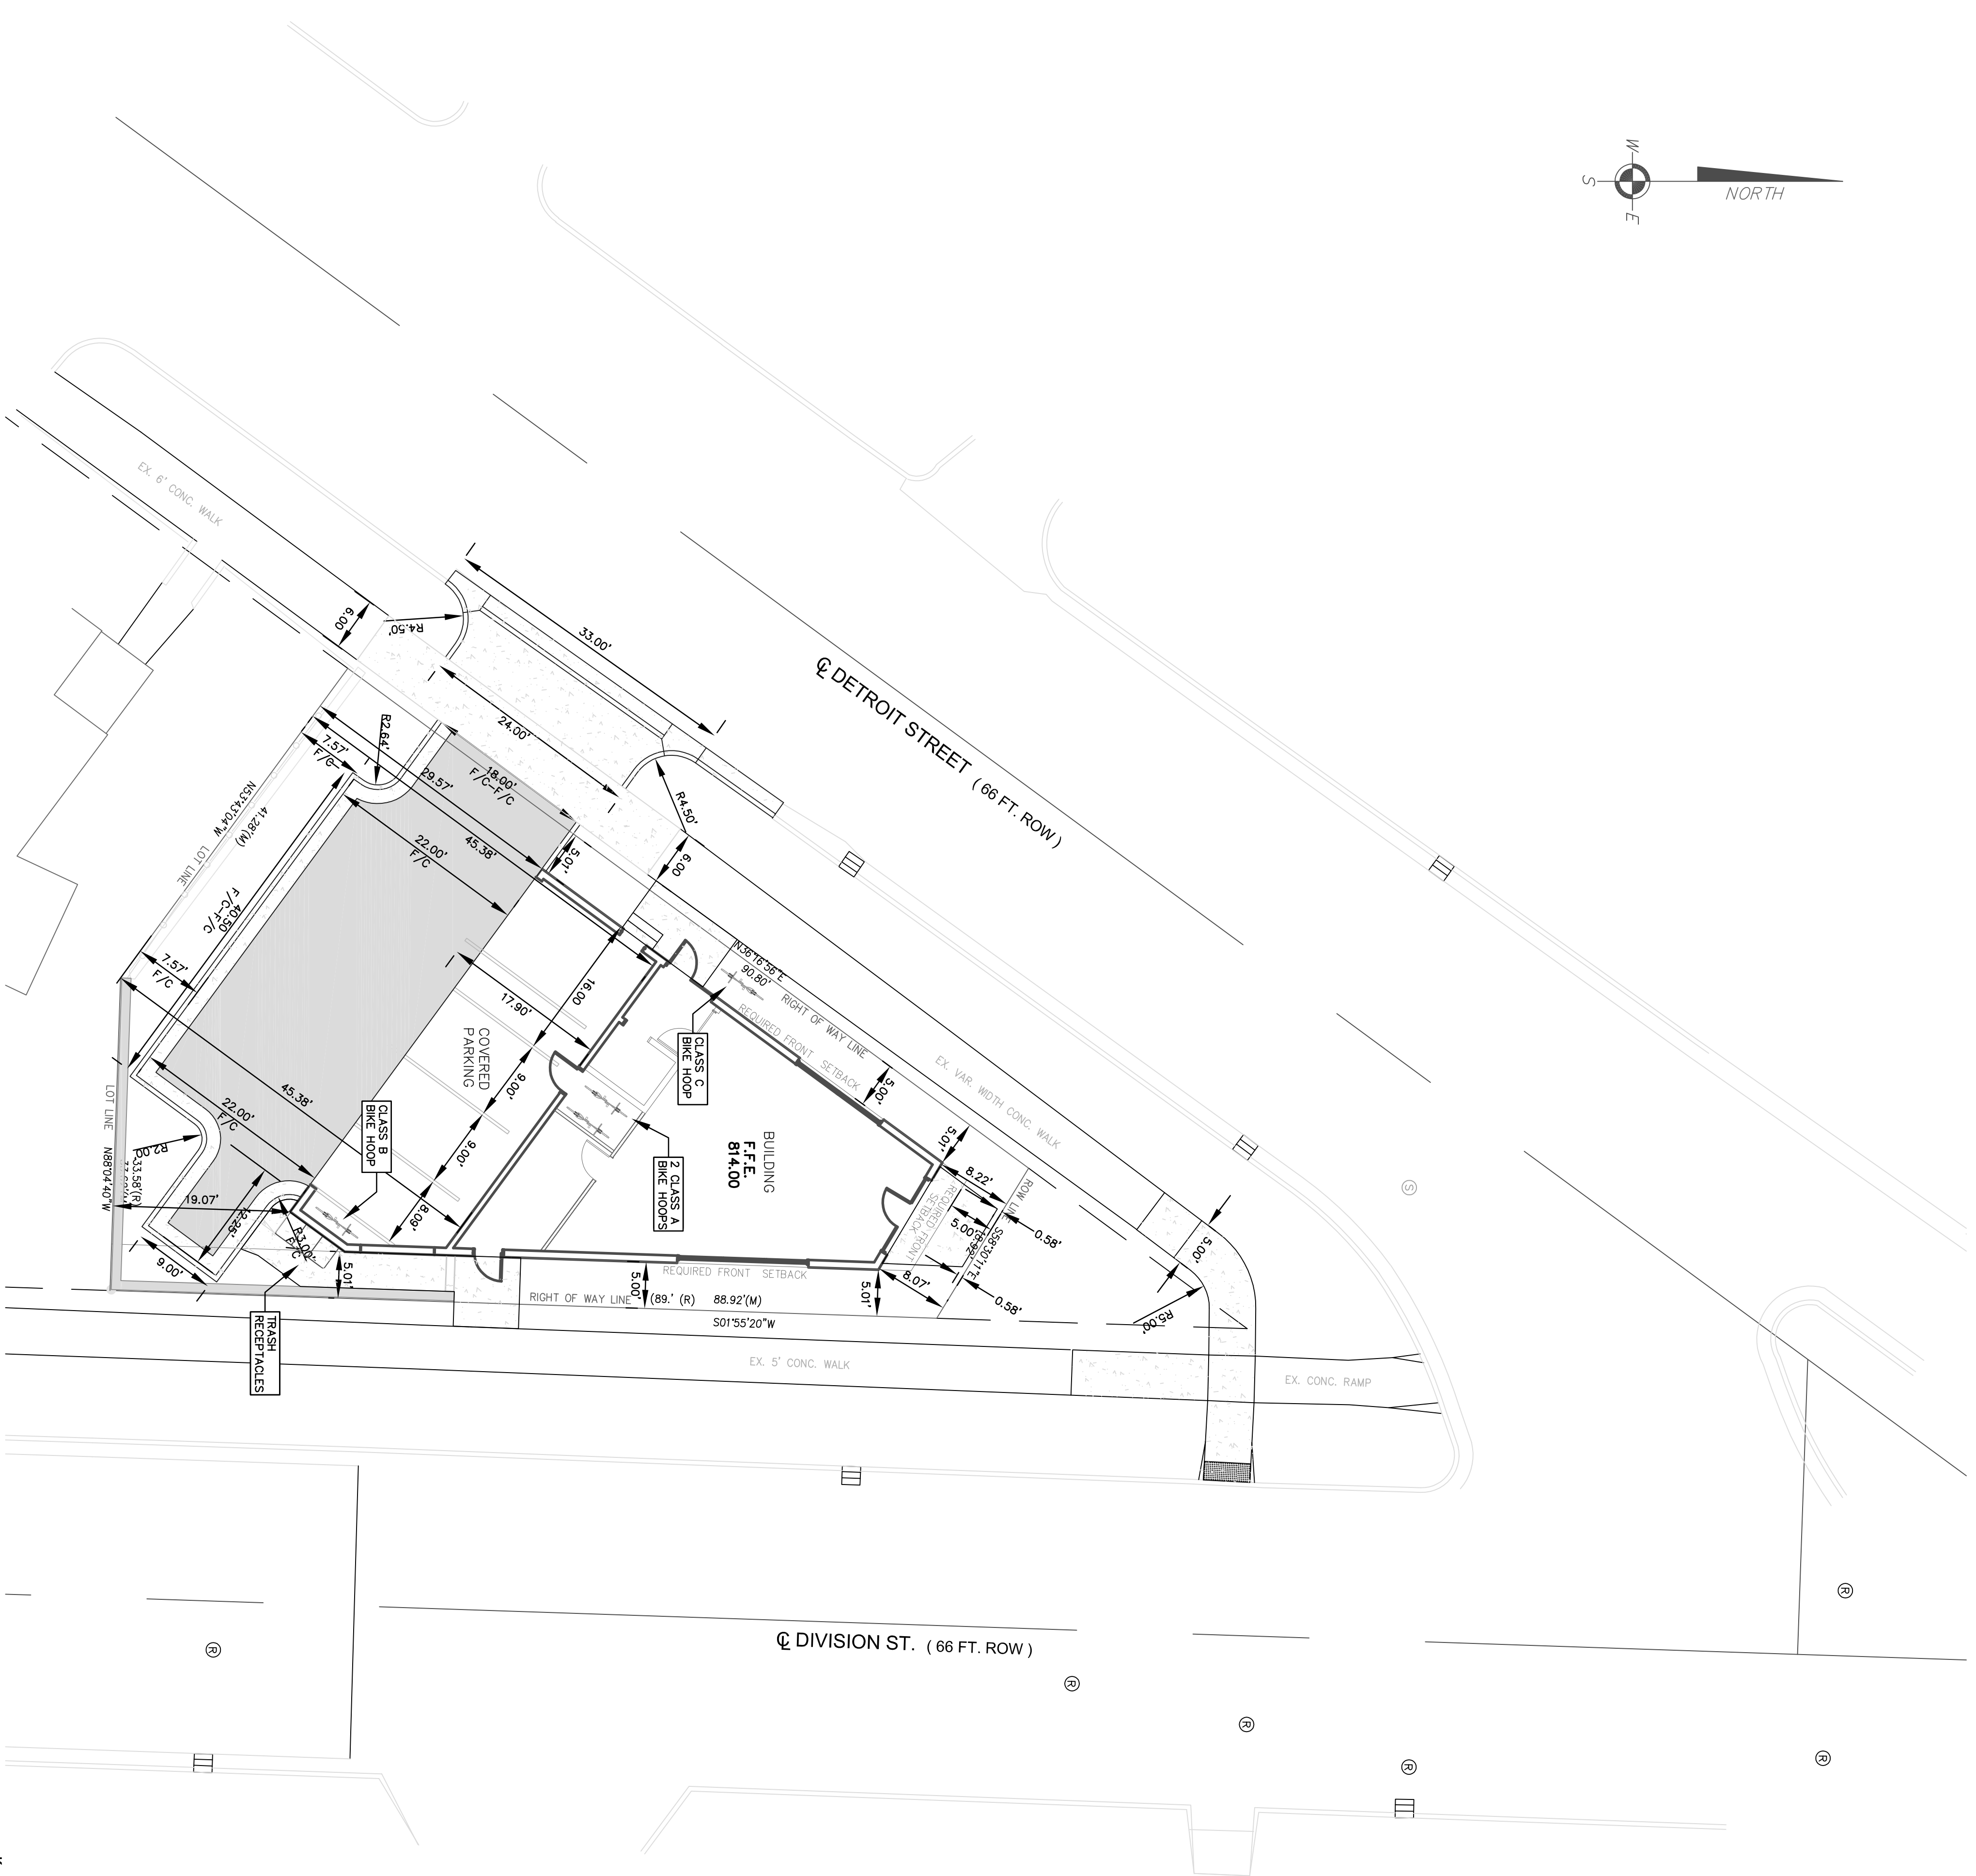 W
S
E
NORTH
EX. 6' CONC. WALK
6.00
R4.50'
33.00'
℄ DETROIT STREET ( 66 FT. ROW )
24.00'
R2.64'
7.57'
F/C
29.57'
18.00'
F/C-F/C
45.38'
22.00'
F/C
5.01'
R4.50'
6.00
N53°43'04"W
41.28'(M)
LOT LINE
40.50'
F/C-F/C
7.57'
F/C
16.00
17.90'
COVERED
PARKING
9.00'
9.00'
8.09'
45.38'
22.00'
F/C
N36°16'56"E
90.80'
RIGHT OF WAY LINE
REQUIRED FRONT SETBACK
5.00'
EX. VAR. WIDTH CONC. WALK
CLASS C
BIKE HOOP
CLASS B
BIKE HOOP
2 CLASS A
BIKE HOOPS
BUILDING
F.F.E.
814.00
5.01'
8.22'
ROW LINE
REQUIRED FRONT
SETBACK
5.00'
S58°30'11"E
18.92'
0.58'
0.58'
8.07'
5.01'
5.00'
R5.00'
LOT LINE N88°04'40"W
33.58'(R)
R2.00'
19.07'
12.25'
R3.00'
F/C
9.00'
5.01'
TRASH
RECEPTACLES
REQUIRED FRONT SETBACK
5.00'
RIGHT OF WAY LINE (89.' (R) 88.92'(M)
S01°55'20"W
EX. 5' CONC. WALK
EX. CONC. RAMP
S
℄ DIVISION ST. ( 66 FT. ROW )
R
R
R
R
R
R